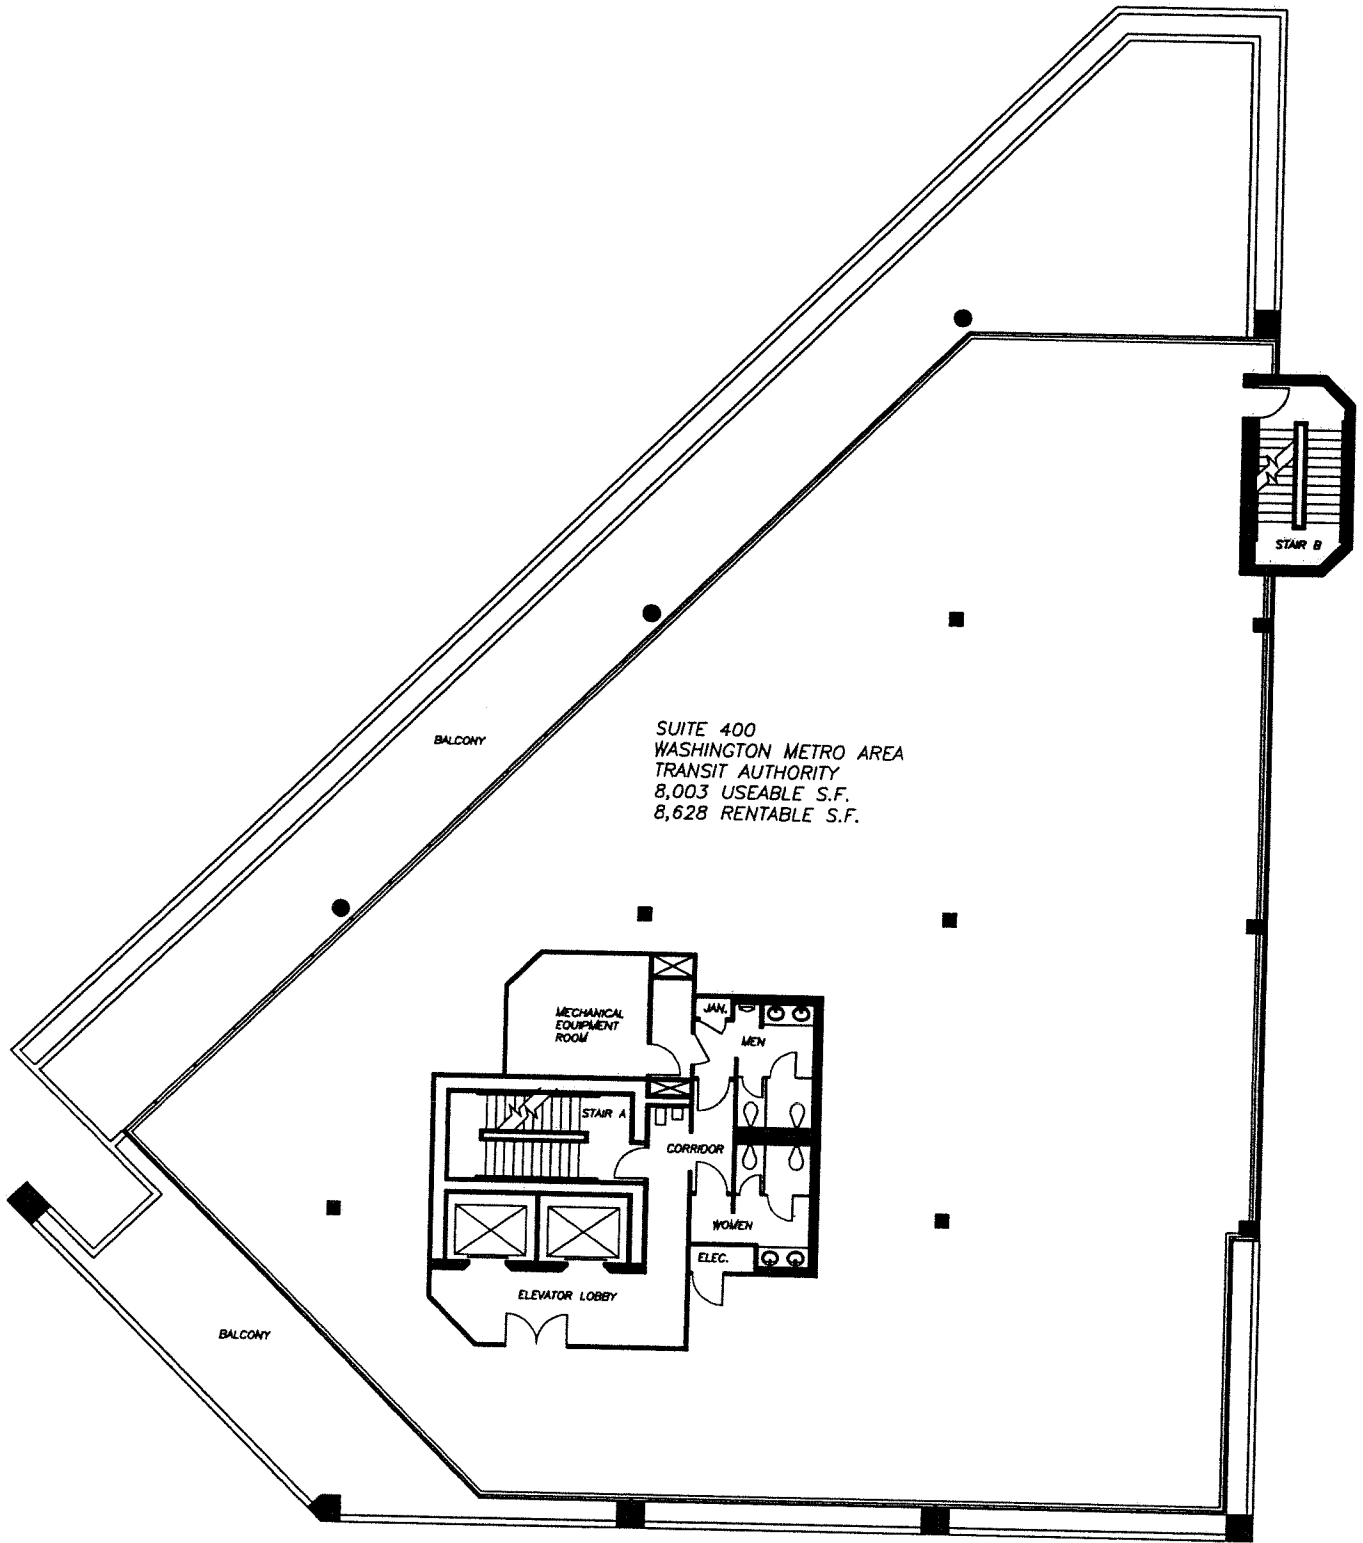 STAIR B
BALCONY
SUITE 400
WASHINGTON METRO AREA
TRANSIT AUTHORITY
8,003 USEABLE S.F.
8,628 RENTABLE S.F.
MECHANICAL
EQUIPMENT
ROOM
JAN.
MEN
STAIR A
CORRIDOR
WOMEN
ELEC.
ELEVATOR LOBBY
BALCONY